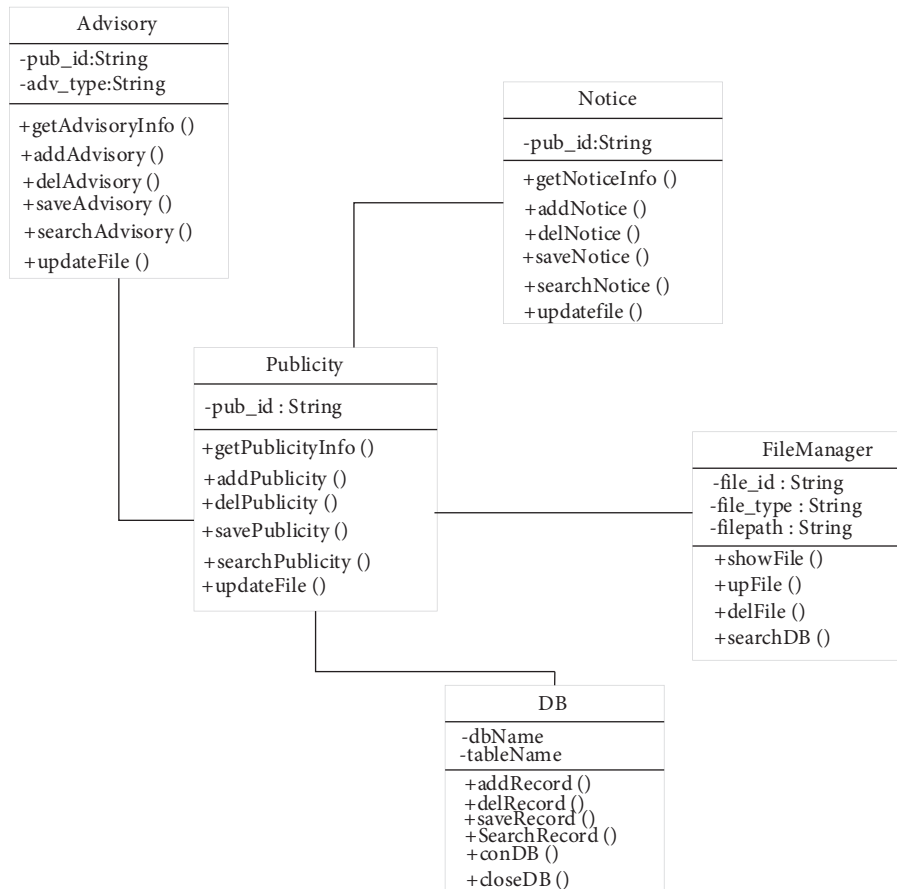 Advisory
-pub_id:String
-adv_type:String
+getAdvisoryInfo ()
+addAdvisory ()
+delAdvisory ()
+saveAdvisory ()
+searchAdvisory ()
+updateFile ()
Notice
-pub_id:String
+getNoticeInfo ()
+addNotice ()
+delNotice ()
+saveNotice ()
+searchNotice ()
+updatefile ()
Publicity
-pub_id : String
+getPublicityInfo ()
+addPublicity ()
+delPublicity ()
+savePublicity ()
+searchPublicity ()
+updateFile ()
FileManager
-file_id : String
-file_type : String
-filepath : String
+showFile ()
+upFile ()
+delFile ()
+searchDB ()
DB
-dbName
-tableName
+addRecord ()
+delRecord ()
+saveRecord ()
+SearchRecord ()
+conDB ()
+closeDB ()